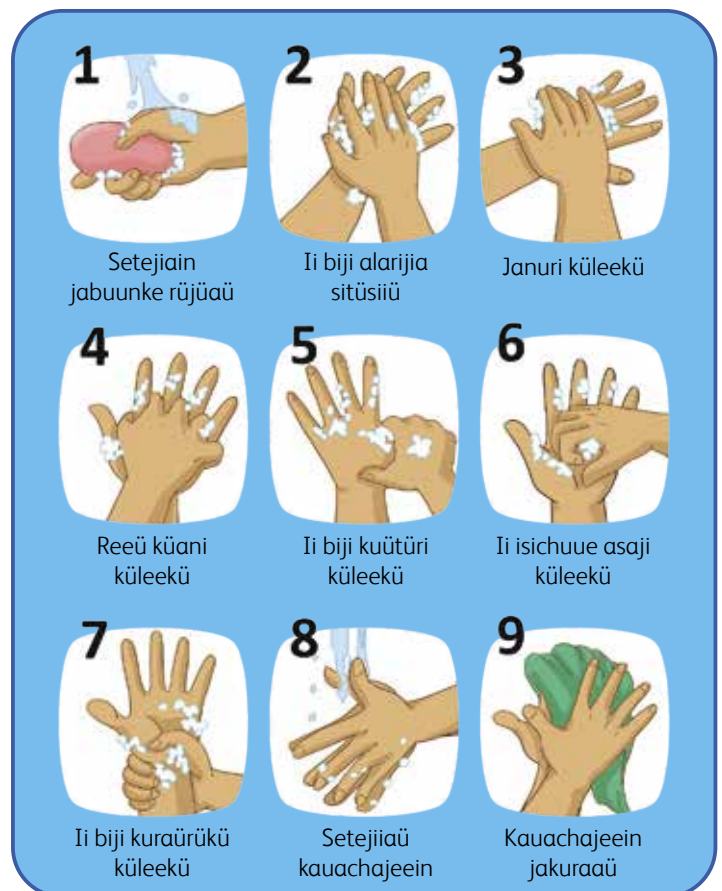 1
Setejiain
jabuunke rüjüaü
2
Ii biji alarijia
sitüsiiü
3
Januri küleekü
4
Reeü küani
küleekü
5
Ii biji kuütüri
küleekü
6
Ii isichuue asaji
küleekü
7
Ii biji kuraürükü
küleekü
8
Setejiiaü
kauachajeein
9
Kauachajeein
jakuraaü